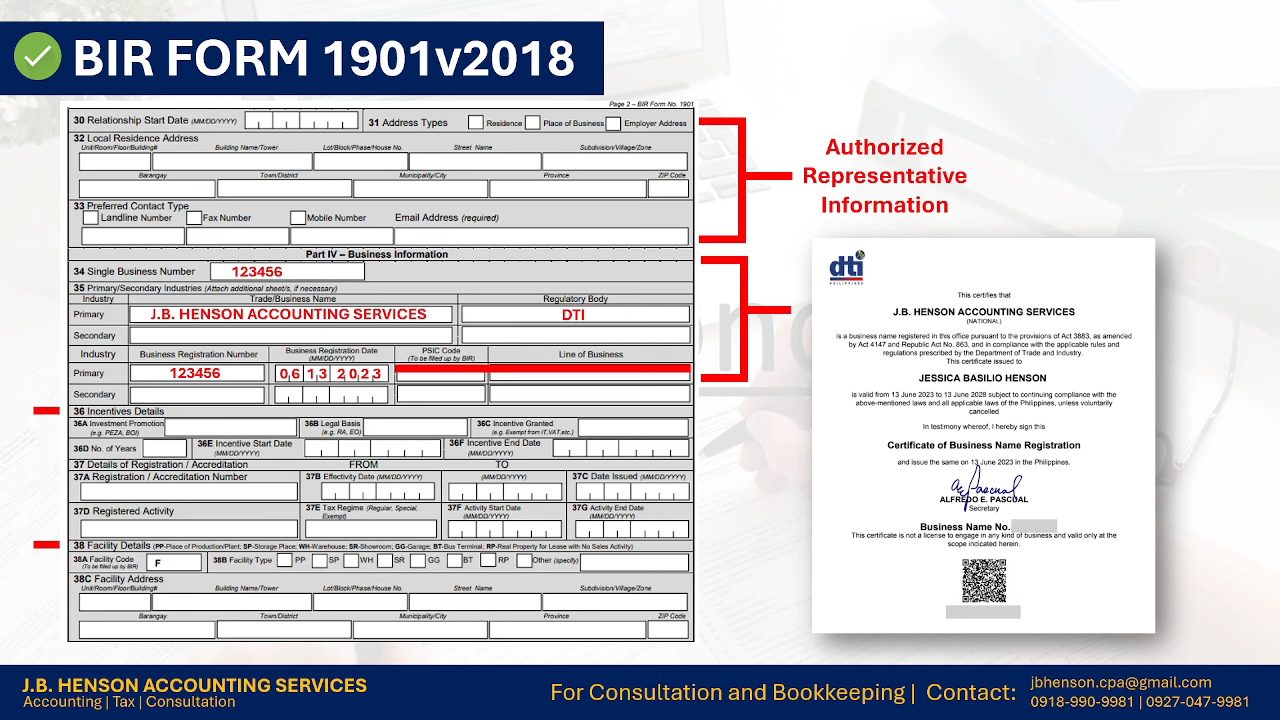 BIR FORM 1901v2018
Page 2 – BIR Form No. 1901
30 Relationship Start Date (MM/DD/YYYY)
31 Address Types
Residence
Place of Business
Employer Address
32 Local Residence Address
Unit/Room/Floor/Building#
Building Name/Tower
Lot/Block/Phase/House No.
Street Name
Subdivision/Village/Zone
Barangay
Town/District
Municipality/City
Province
ZIP Code
33 Preferred Contact Type
Landline Number
Fax Number
Mobile Number
Email Address (required)
Part IV – Business Information
34 Single Business Number
123456
35 Primary/Secondary Industries (Attach additional sheet/s, if necessary)
Industry
Trade/Business Name
Regulatory Body
Primary
J.B. HENSON ACCOUNTING SERVICES
DTI
Secondary
Industry
Business Registration Number
Business Registration Date
(MM/DD/YYYY)
PSIC Code
(To be filled up by BIR)
Line of Business
Primary
123456
06 13 2023
Secondary
36 Incentives Details
36A Investment Promotion
(e.g. PEZA, BOI)
36B Legal Basis
(e.g. RA, EO)
36C Incentive Granted
(e.g. Exempt from IT,VAT,etc.)
36D No. of Years
36E Incentive Start Date
(MM/DD/YYYY)
36F Incentive End Date
(MM/DD/YYYY)
37 Details of Registration / Accreditation
FROM
TO
37A Registration / Accreditation Number
37B Effectivity Date (MM/DD/YYYY)
(MM/DD/YYYY)
37C Date Issued (MM/DD/YYYY)
37D Registered Activity
37E Tax Regime (Regular, Special,
Exempt)
37F Activity Start Date
(MM/DD/YYYY)
37G Activity End Date
(MM/DD/YYYY)
38 Facility Details (PP-Place of Production/Plant; SP-Storage Place; WH-Warehouse; SR-Showroom; GG-Garage; BT-Bus Terminal; RP-Real Property for Lease with No Sales Activity)
38A Facility Code
(To be filled up by BIR)
F
38B Facility Type
PP
SP
WH
SR
GG
BT
RP
Other (specify)
38C Facility Address
Unit/Room/Floor/Building#
Building Name/Tower
Lot/Block/Phase/House No.
Street Name
Subdivision/Village/Zone
Barangay
Town/District
Municipality/City
Province
ZIP Code
Authorized
Representative
Information
dti
PHILIPPINES
This certifies that
J.B. HENSON ACCOUNTING SERVICES
(NATIONAL)
is a business name registered in this office pursuant to the provisions of Act 3883, as amended
by Act 4147 and Republic Act No. 863, and in compliance with the applicable rules and
regulations prescribed by the Department of Trade and Industry.
This certificate issued to
JESSICA BASILIO HENSON
is valid from 13 June 2023 to 13 June 2028 subject to continuing compliance with the
above-mentioned laws and all applicable laws of the Philippines, unless voluntarily
cancelled
In testimony whereof, I hereby sign this
Certificate of Business Name Registration
and issue the same on 13 June 2023 in the Philippines.
ALFREDO E. PASCUAL
Secretary
Business Name No.
This certificate is not a license to engage in any kind of business and valid only at the
scope indicated herein.
J.B. HENSON ACCOUNTING SERVICES
Accounting | Tax | Consultation
For Consultation and Bookkeeping | Contact:
jbhenson.cpa@gmail.com
0918-990-9981 | 0927-047-9981